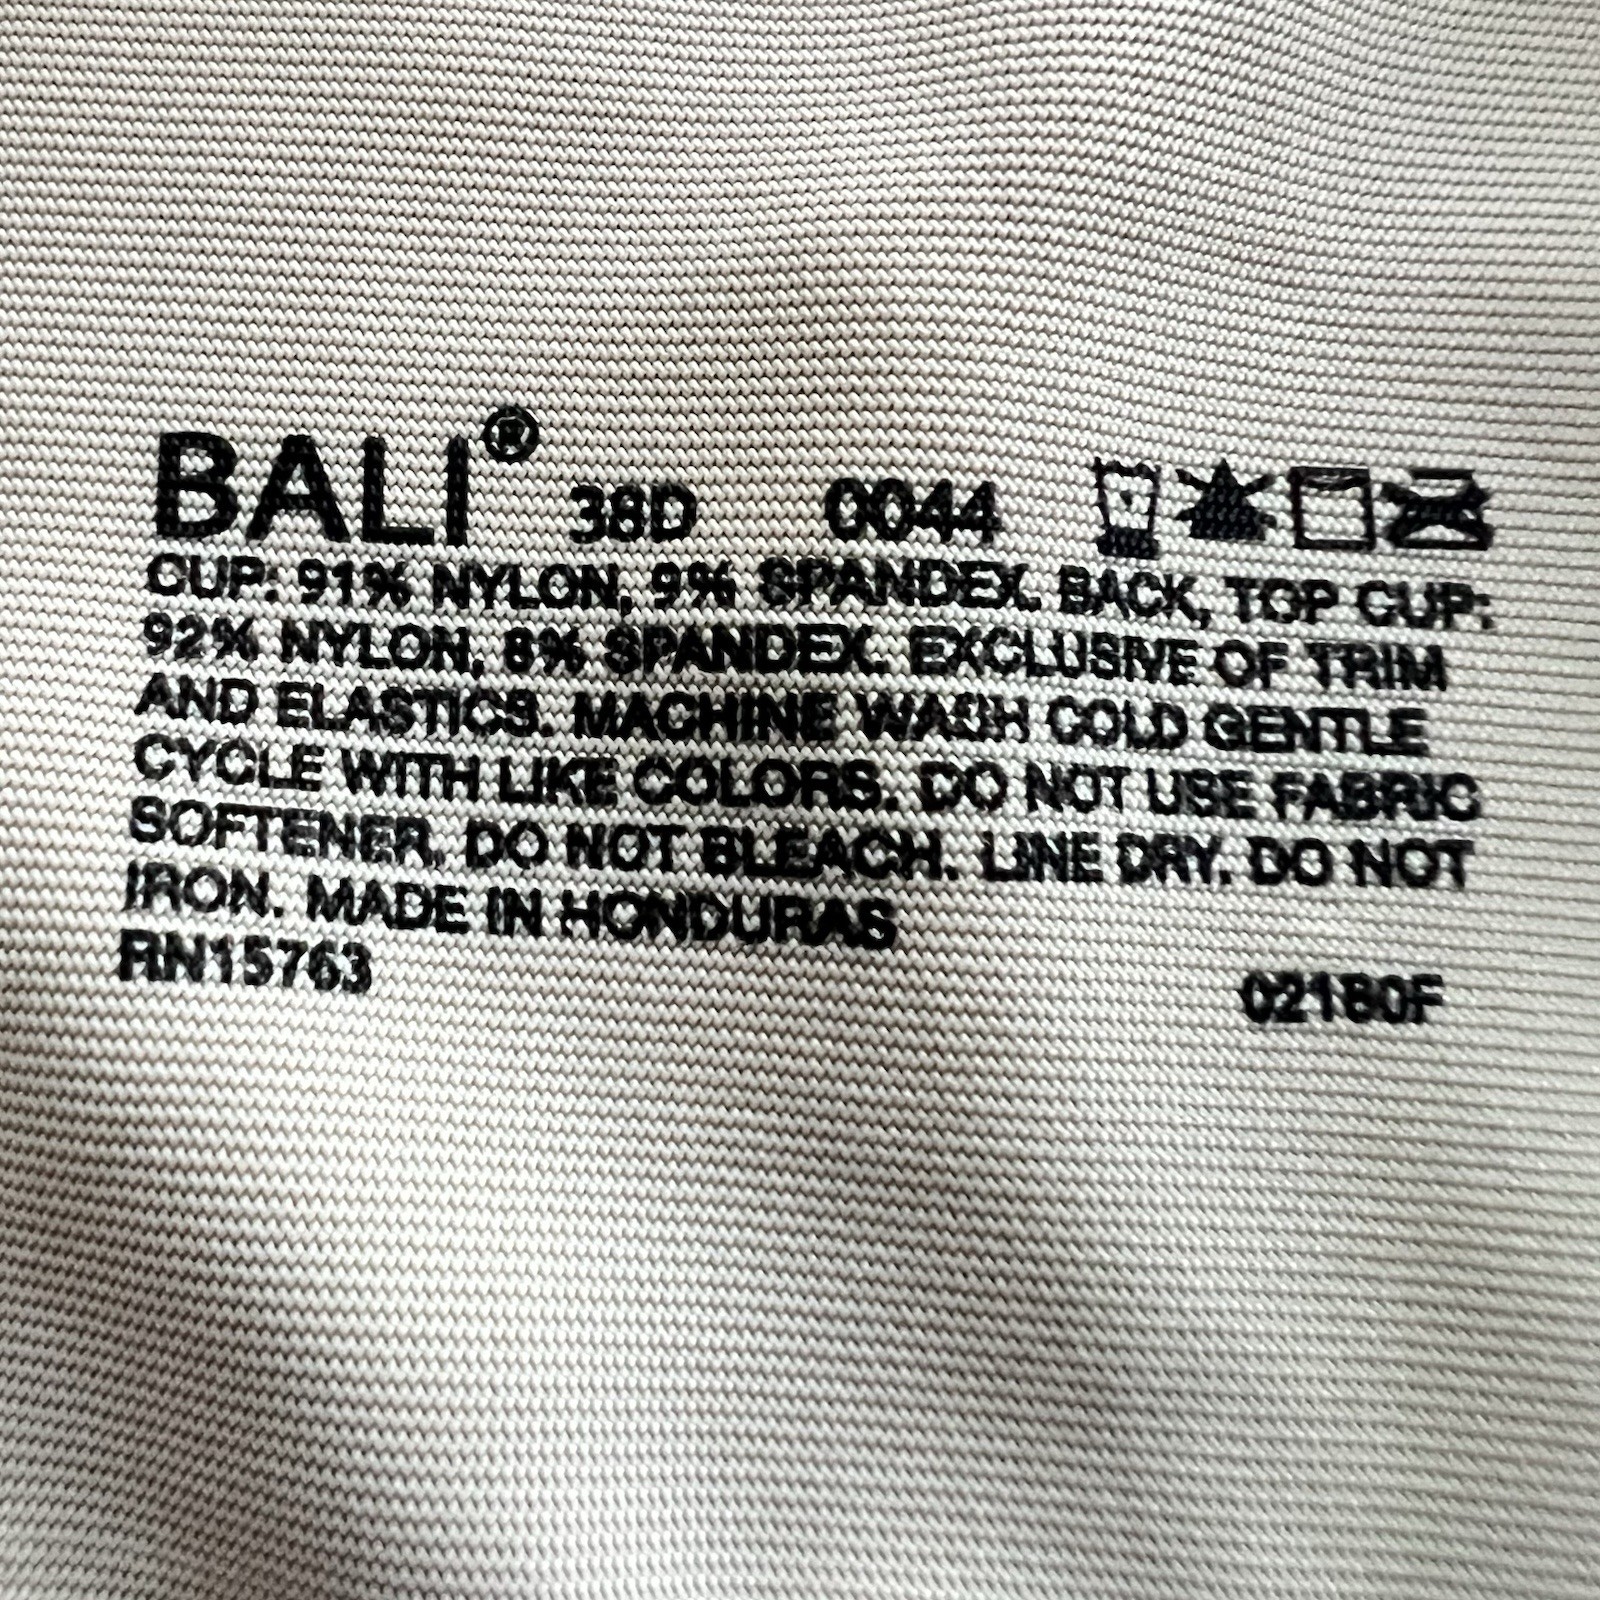 BALI® 38D 0044
CUP: 91% NYLON, 9% SPANDEX. BACK, TOP CUP:
92% NYLON, 8% SPANDEX. EXCLUSIVE OF TRIM
AND ELASTICS. MACHINE WASH COLD GENTLE
CYCLE WITH LIKE COLORS. DO NOT USE FABRIC
SOFTENER. DO NOT BLEACH. LINE DRY. DO NOT
IRON. MADE IN HONDURAS
RN15763 02180F